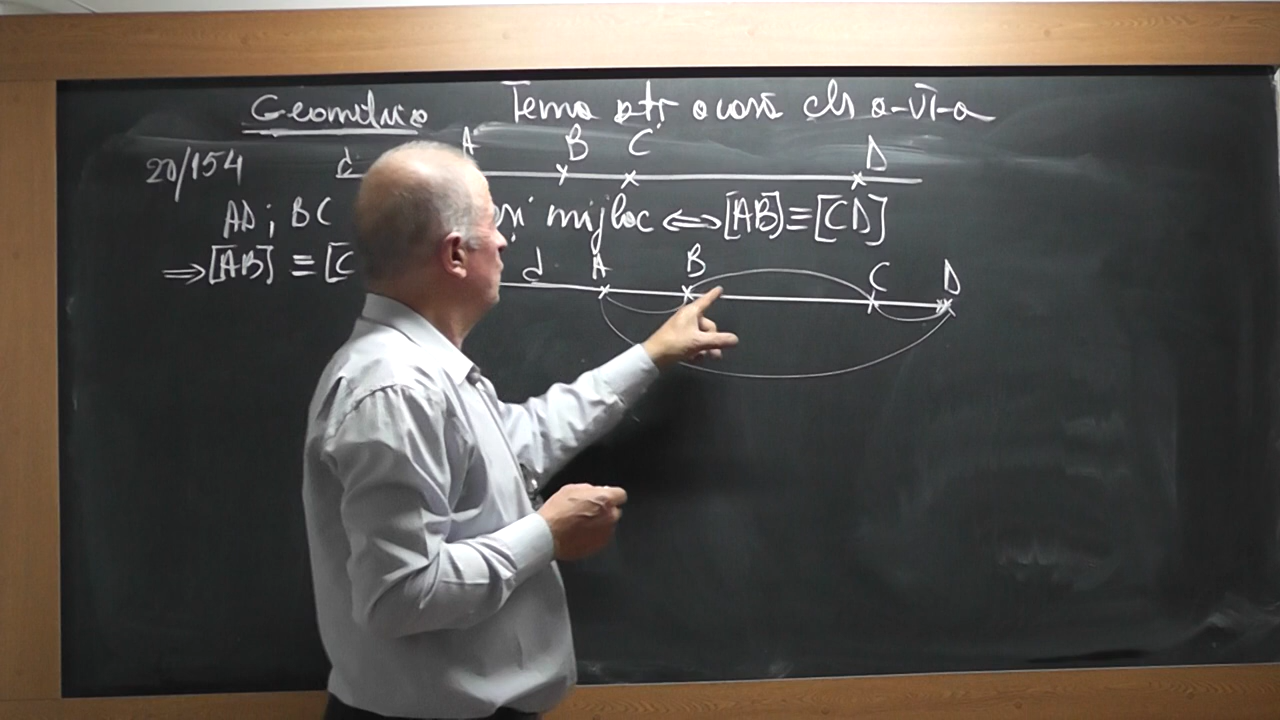 Geometrie Tema ptr acasă cls a-VI-a
20/154 d A B C D
AD; BC mijloc ⇔ [AB]≡[CD]
⇒[AB] ≡[C d A B C D